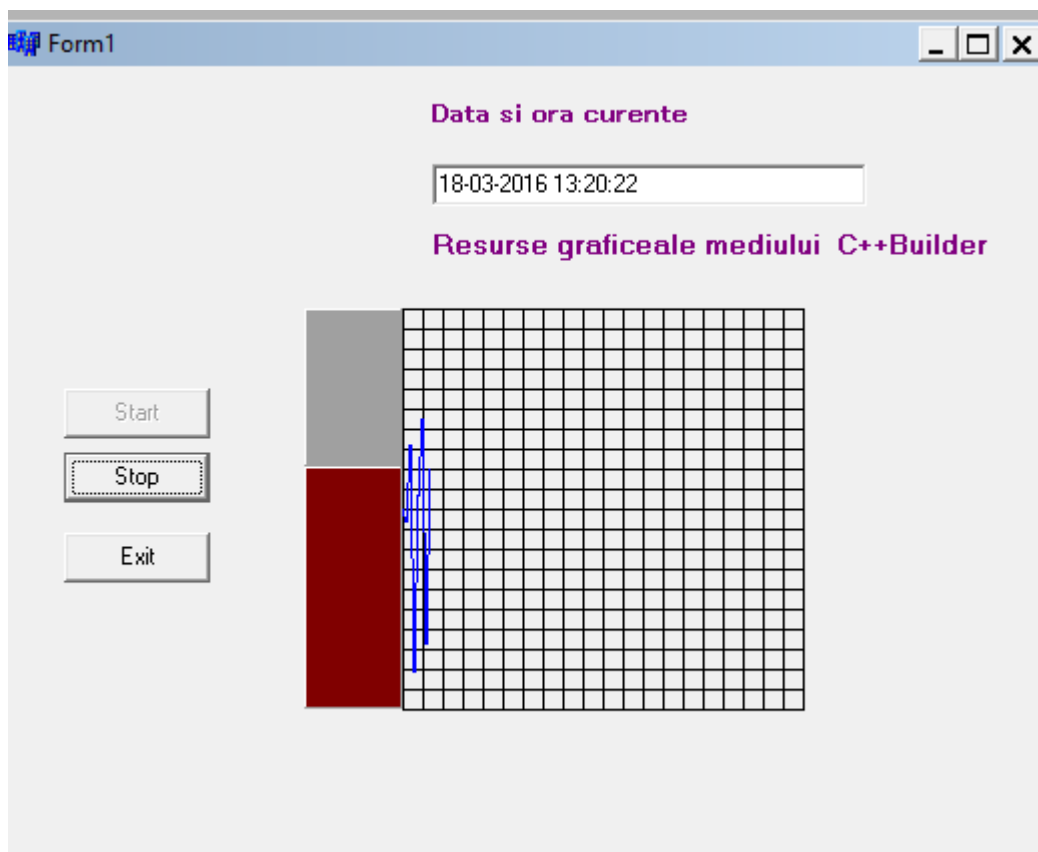 Form1
Data si ora curente
18-03-2016 13:20:22
Resurse graficeale mediului C++Builder
Start
Stop
Exit